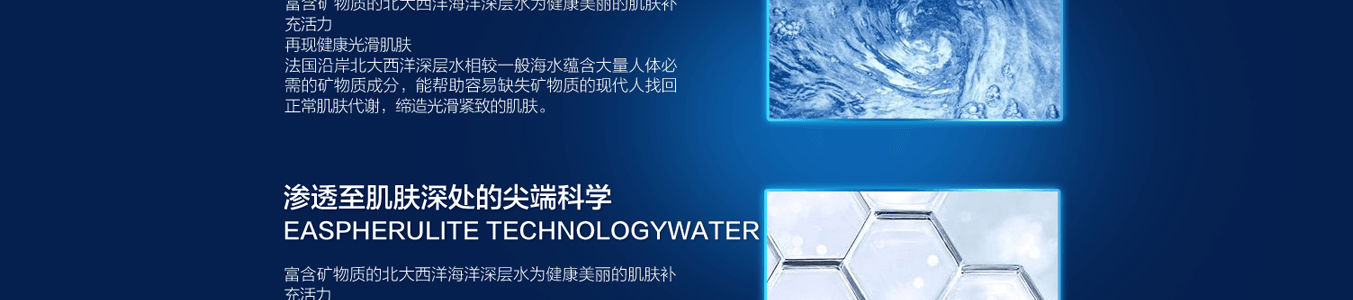 富含矿物质的北大西洋海洋深层水为健康美丽的肌肤补
充活力
再现健康光滑肌肤
法国沿岸北大西洋深层水相较一般海水蕴含大量人体必
需的矿物质成分，能帮助容易缺失矿物质的现代人找回
正常肌肤代谢，缔造光滑紧致的肌肤。
渗透至肌肤深处的尖端科学
EASPHERULITE TECHNOLOGYWATER
富含矿物质的北大西洋海洋深层水为健康美丽的肌肤补
充活力